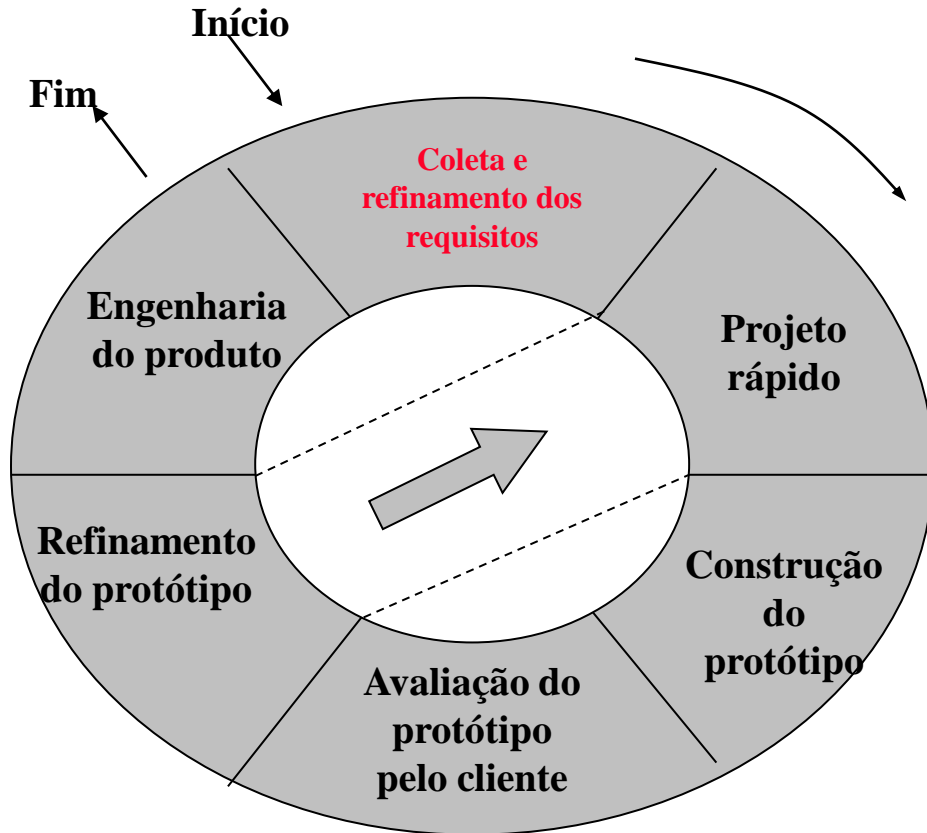 Início
Fim
Coleta e
refinamento dos
requisitos
Projeto
rápido
Construção
do
protótipo
Avaliação do
protótipo
pelo cliente
Refinamento
do protótipo
Engenharia
do produto